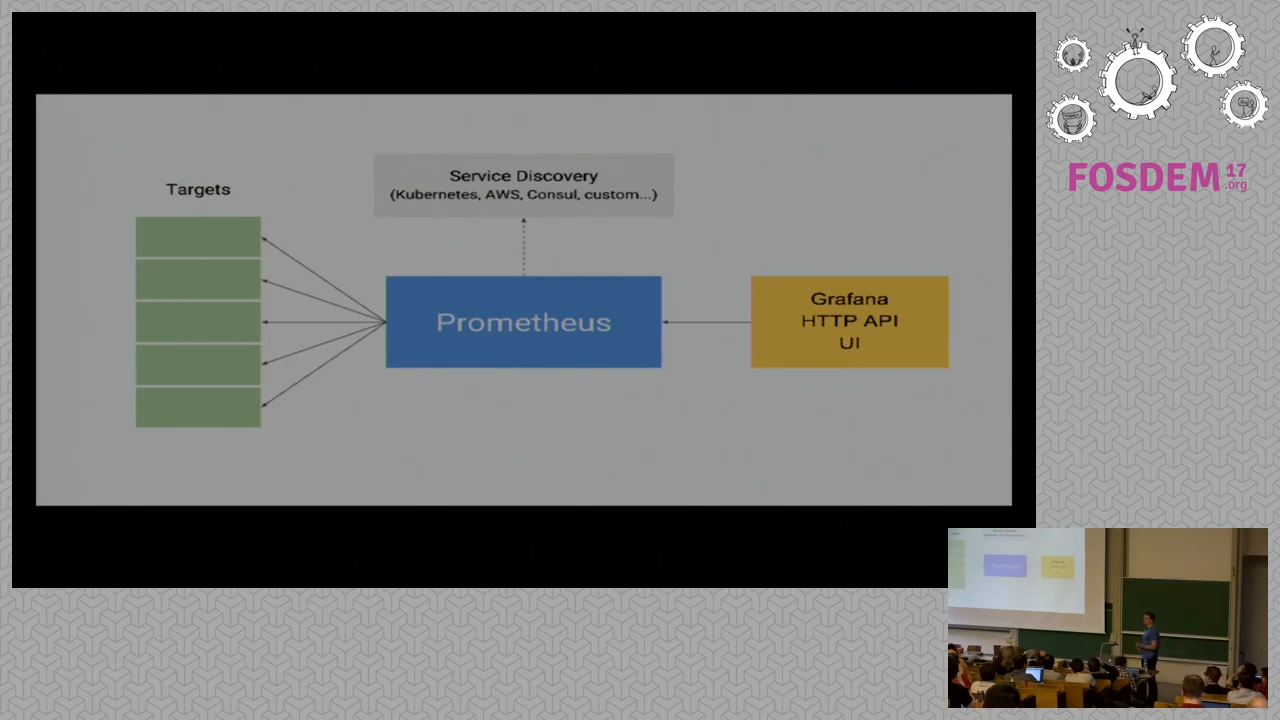 Targets
Service Discovery
(Kubernetes, AWS, Consul, custom...)
Prometheus
Grafana
HTTP API
UI
FOSDEM 17
.org